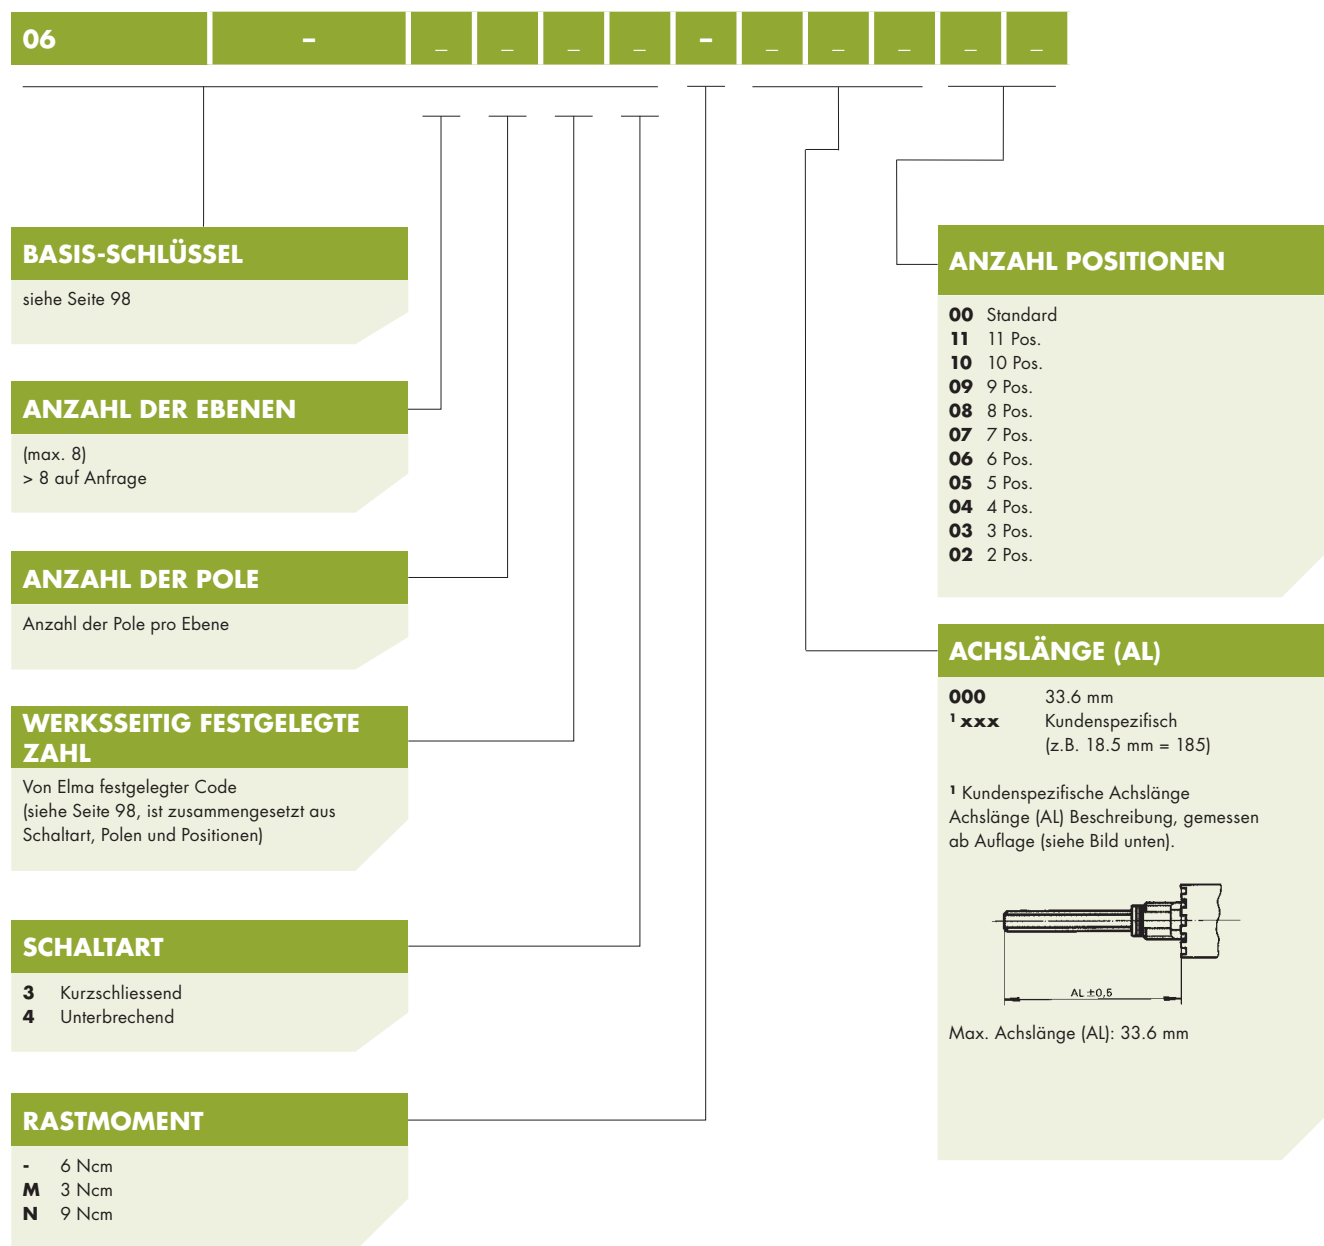 06 – _ _ _ _ – _ _ _ _ _
BASIS-SCHLÜSSEL
siehe Seite 98
ANZAHL DER EBENEN
(max. 8)
> 8 auf Anfrage
ANZAHL DER POLE
Anzahl der Pole pro Ebene
WERKSSEITIG FESTGELEGTE
ZAHL
Von Elma festgelegter Code
(siehe Seite 98, ist zusammengesetzt aus
Schaltart, Polen und Positionen)
SCHALTART
3 Kurzschliessend
4 Unterbrechend
RASTMOMENT
- 6 Ncm
M 3 Ncm
N 9 Ncm
ANZAHL POSITIONEN
00 Standard
11 11 Pos.
10 10 Pos.
09 9 Pos.
08 8 Pos.
07 7 Pos.
06 6 Pos.
05 5 Pos.
04 4 Pos.
03 3 Pos.
02 2 Pos.
ACHSLÄNGE (AL)
000 33.6 mm
¹ xxx Kundenspezifisch
(z.B. 18.5 mm = 185)
¹ Kundenspezifische Achslänge
Achslänge (AL) Beschreibung, gemessen
ab Auflage (siehe Bild unten).
AL ±0,5
Max. Achslänge (AL): 33.6 mm